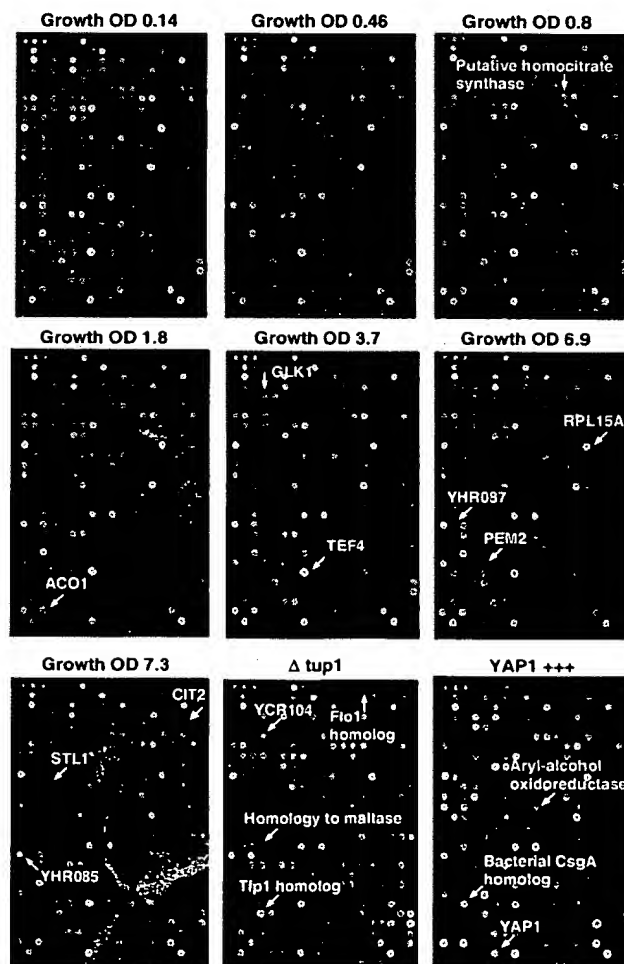 Growth OD 0.14
Growth OD 0.46
Growth OD 0.8
Putative homocitrate
synthase
Growth OD 1.8
Growth OD 3.7
Growth OD 6.9
GLK1
RPL15A
YHR087
PEM2
TEF4
ACO1
Growth OD 7.3
Δ tup1
YAP1 +++
CIT2
YCR104
Flo1
homolog
STL1
Aryl-alcohol
oxidoreductase
Homology to maltase
YHR085
Bacterial CsgA
homolog
Tip1 homolog
YAP1